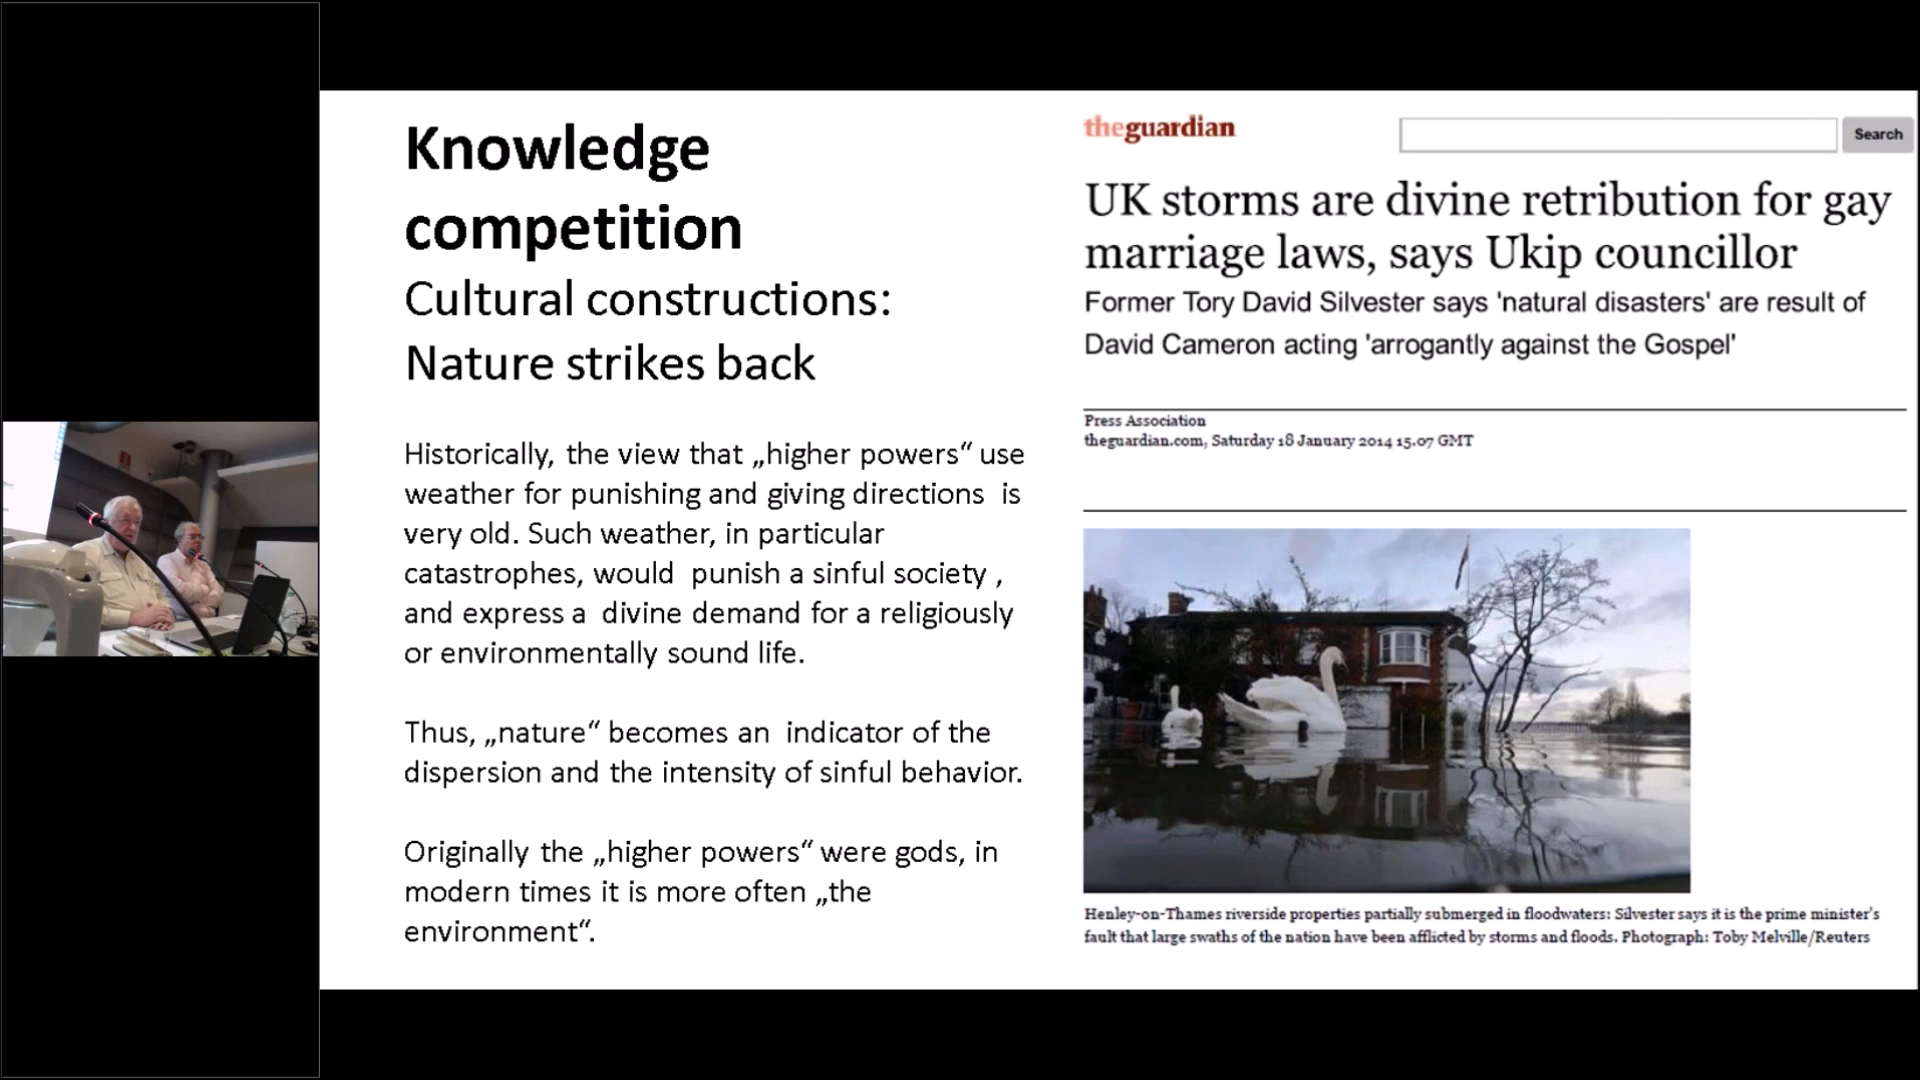 Knowledge
competition
Cultural constructions:
Nature strikes back
Historically, the view that „higher powers“ use
weather for punishing and giving directions is
very old. Such weather, in particular
catastrophes, would punish a sinful society ,
and express a divine demand for a religiously
or environmentally sound life.
Thus, „nature“ becomes an indicator of the
dispersion and the intensity of sinful behavior.
Originally the „higher powers“ were gods, in
modern times it is more often „the
environment“.
theguardian
Search
UK storms are divine retribution for gay
marriage laws, says Ukip councillor
Former Tory David Silvester says 'natural disasters' are result of
David Cameron acting 'arrogantly against the Gospel'
Press Association
theguardian.com, Saturday 18 January 2014 15.07 GMT
Henley-on-Thames riverside properties partially submerged in floodwaters: Silvester says it is the prime minister's
fault that large swaths of the nation have been afflicted by storms and floods. Photograph: Toby Melville/Reuters